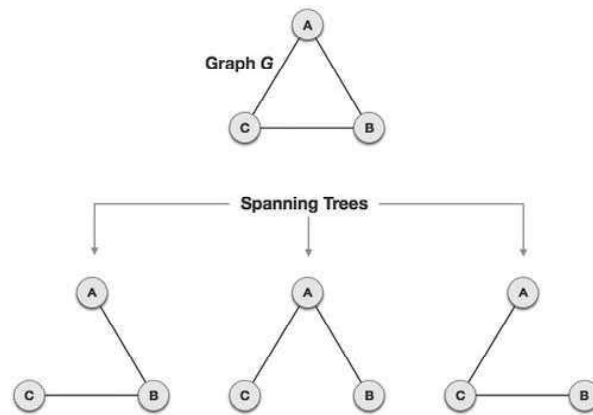 A
Graph G
C B
Spanning Trees
A A A
C B C B C B